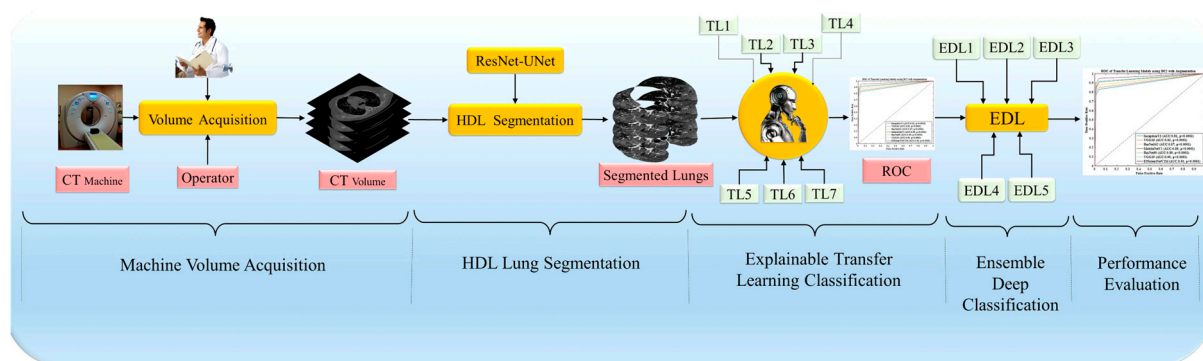 TL1
TL4
TL2
TL3
EDL1
EDL2
EDL3
ResNet-UNet
Volume Acquisition
HDL Segmentation
EDL
CT Machine
Operator
CT Volume
Segmented Lungs
ROC
TL5
TL6
TL7
EDL4
EDL5
Machine Volume Acquisition
HDL Lung Segmentation
Explainable Transfer
Learning Classification
Ensemble
Deep
Classification
Performance
Evaluation